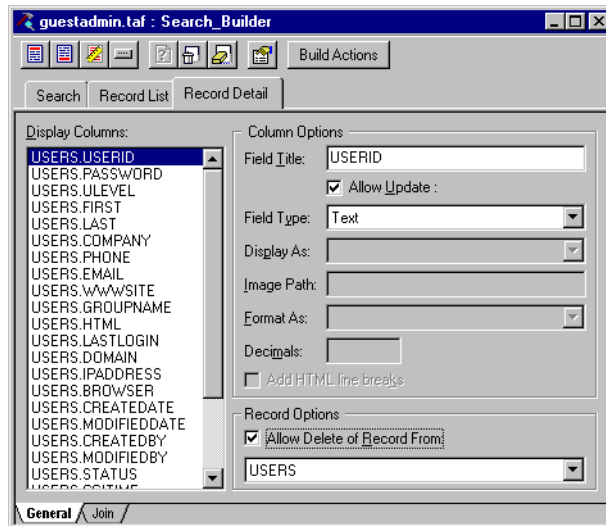 guestadmin.taf : Search_Builder
Build Actions
Search
Record List
Record Detail
Display Columns:
USERS.USERID
USERS.PASSWORD
USERS.ULEVEL
USERS.FIRST
USERS.LAST
USERS.COMPANY
USERS.PHONE
USERS.EMAIL
USERS.WWWSITE
USERS.GROUPNAME
USERS.HTML
USERS.LASTLOGIN
USERS.DOMAIN
USERS.IPADDRESS
USERS.BROWSER
USERS.CREATEDATE
USERS.MODIFIEDDATE
USERS.CREATEDBY
USERS.MODIFIEDBY
USERS.STATUS
Column Options
Field Title: USERID
Allow Update :
Field Type: Text
Display As:
Image Path:
Format As:
Decimals:
Add HTML line breaks
Record Options
Allow Delete of Record From:
USERS
General
Join